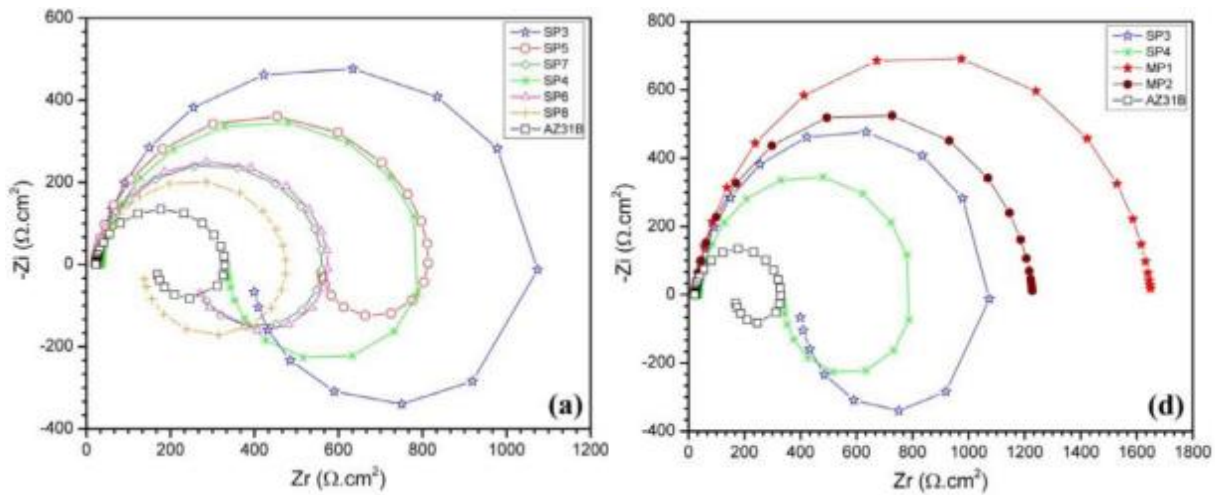 600
400
200
0
-200
-400
-Zi (Ω.cm²)
0 200 400 600 800 1000 1200
Zr (Ω.cm²)
SP3
SP5
SP7
SP4
SP6
SP8
AZ31B
(a)
800
600
400
200
0
-200
-400
-Zi (Ω.cm²)
0 200 400 600 800 1000 1200 1400 1600 1800
Zr (Ω.cm²)
SP3
SP4
MP1
MP2
AZ31B
(d)